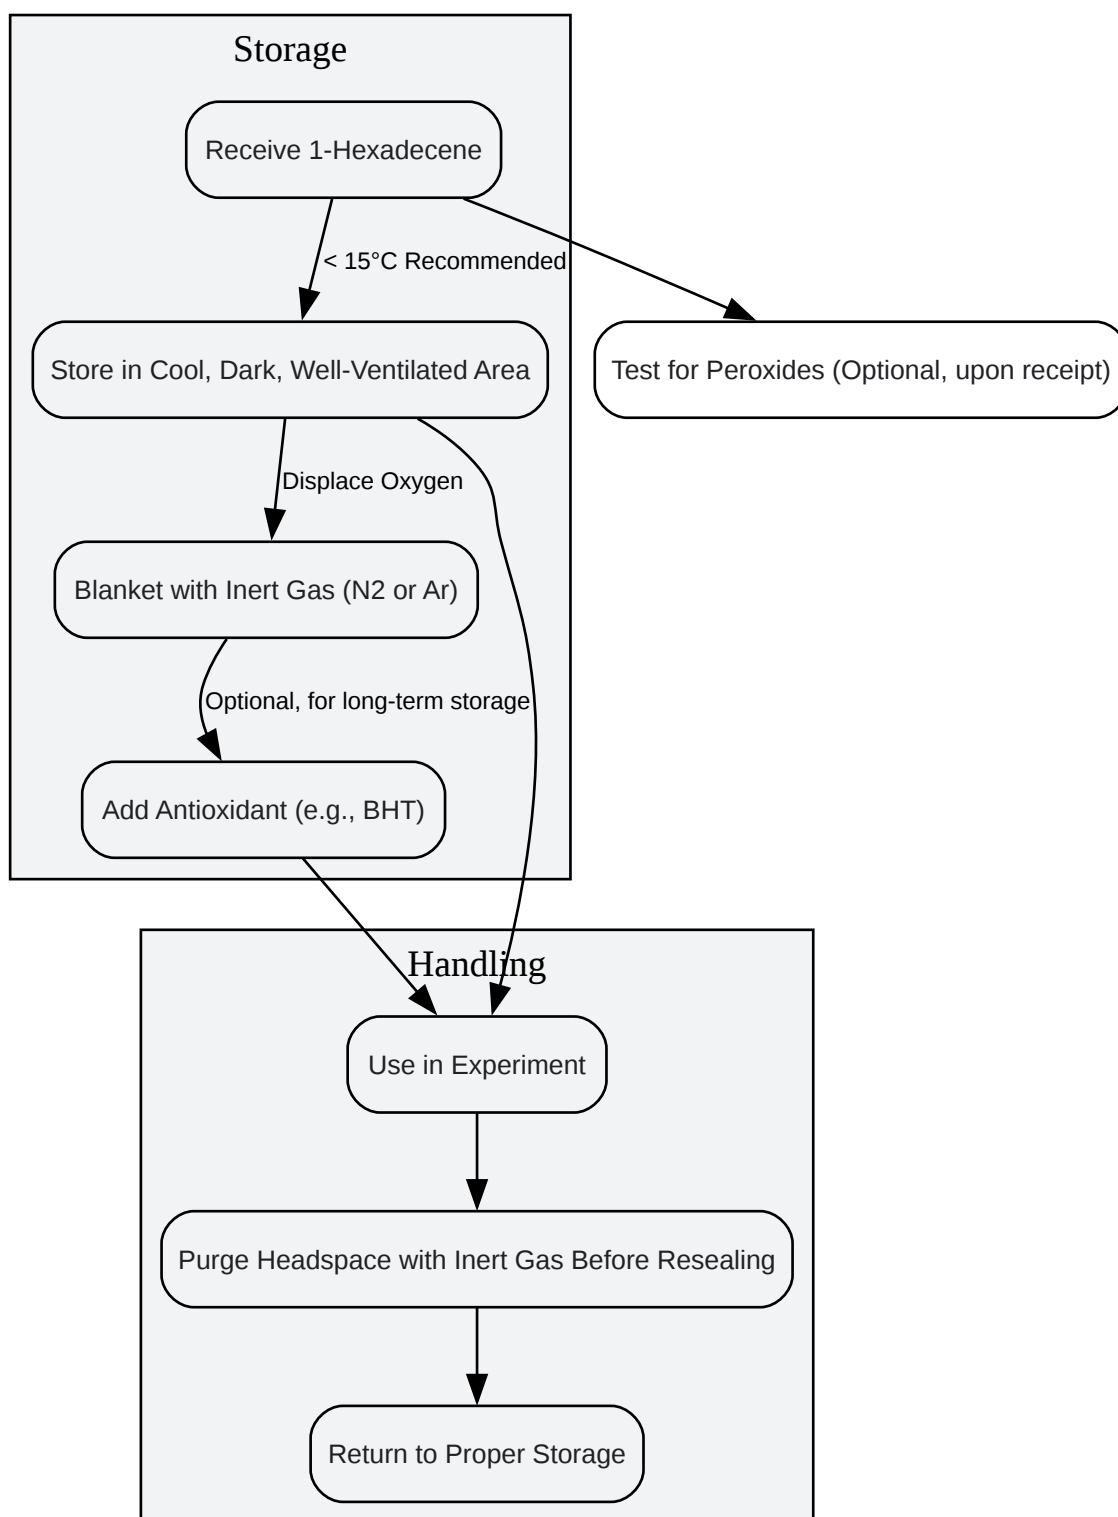 Storage
Receive 1-Hexadecene
< 15°C Recommended
Store in Cool, Dark, Well-Ventilated Area
Test for Peroxides (Optional, upon receipt)
Displace Oxygen
Blanket with Inert Gas (N2 or Ar)
Optional, for long-term storage
Add Antioxidant (e.g., BHT)
Handling
Use in Experiment
Purge Headspace with Inert Gas Before Resealing
Return to Proper Storage